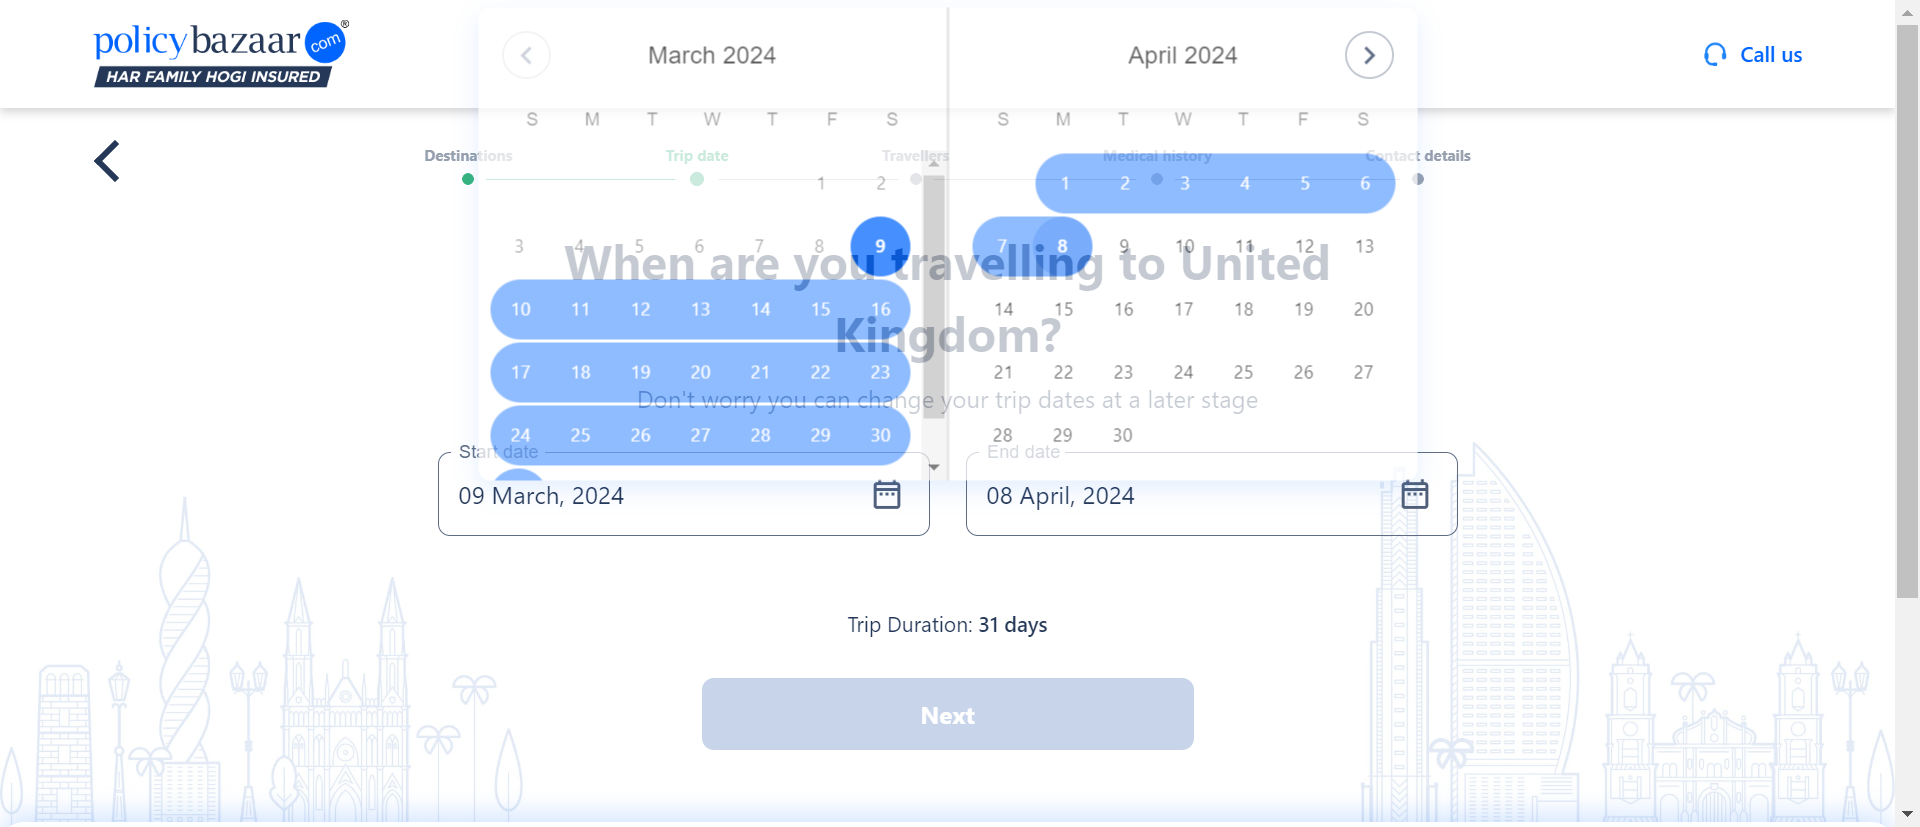 policybazaar com ®
HAR FAMILY HOGI INSURED
Call us
March 2024
April 2024
S M T W T F S
S M T W T F S
Destinations
Trip date
Travellers
Medical history
Contact details
1 2
3 4 5 6 7 8 9
10 11 12 13 14 15 16
17 18 19 20 21 22 23
24 25 26 27 28 29 30
1 2 3 4 5 6
7 8 9 10 11 12 13
14 15 16 17 18 19 20
21 22 23 24 25 26 27
28 29 30
When are you travelling to United
Kingdom?
Don't worry you can change your trip dates at a later stage
Start date
09 March, 2024
End date
08 April, 2024
Trip Duration: 31 days
Next